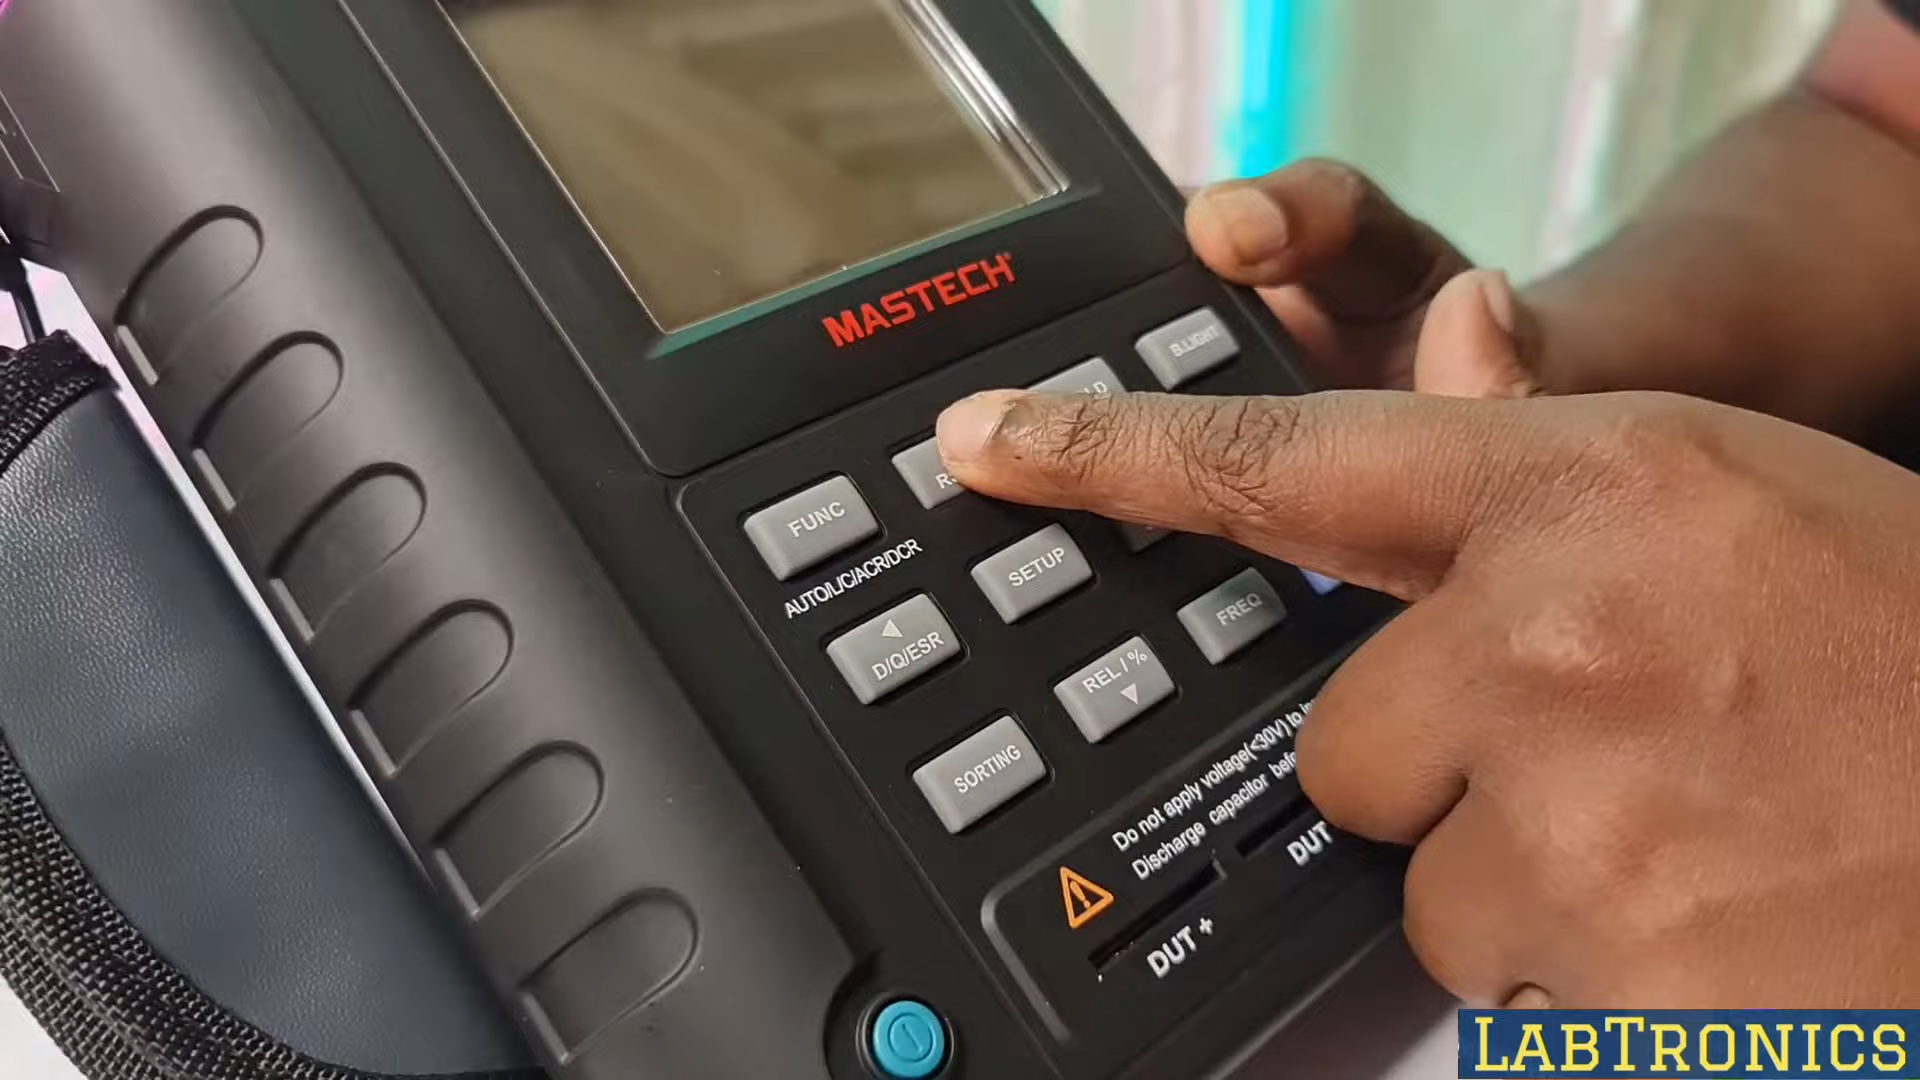 MASTECH
B.LIGHT
FUNC
AUTO/L/C/ACR/DCR
SETUP
D/Q/ESR
FREQ
REL / %
SORTING
Do not apply voltage(<30V) to
Discharge capacitor
DUT +
DUT
LABTRONICS